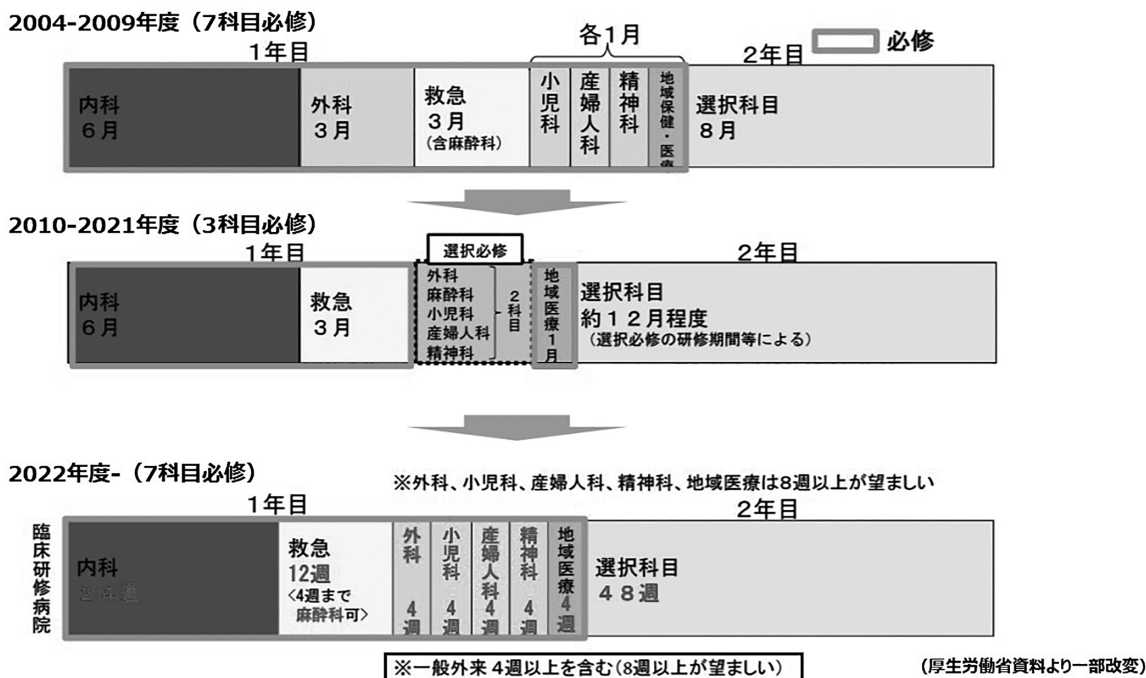 2004-2009年度（7科目必修）
各１月
必修
１年目
２年目
内科
６月
外科
３月
救急
３月
（含麻酔科）
小児科
産婦人科
精神科
地域保健・医療
選択科目
８月
2010-2021年度（3科目必修）
１年目
選択必修
２年目
内科
６月
救急
３月
外科
麻酔科
小児科
産婦人科
精神科
２科目
地域医療１月
選択科目
約１２月程度
（選択必修の研修期間等による）
2022年度-（7科目必修）
※外科、小児科、産婦人科、精神科、地域医療は8週以上が望ましい
１年目
２年目
臨床研修病院
内科
２４週
救急
12週
<4週まで
麻酔科可>
外科 4週
小児科 4週
産婦人科4週
精神科 4週
地域医療4週
選択科目
４８週
※一般外来４週以上を含む（8週以上が望ましい）
（厚生労働省資料より一部改変）